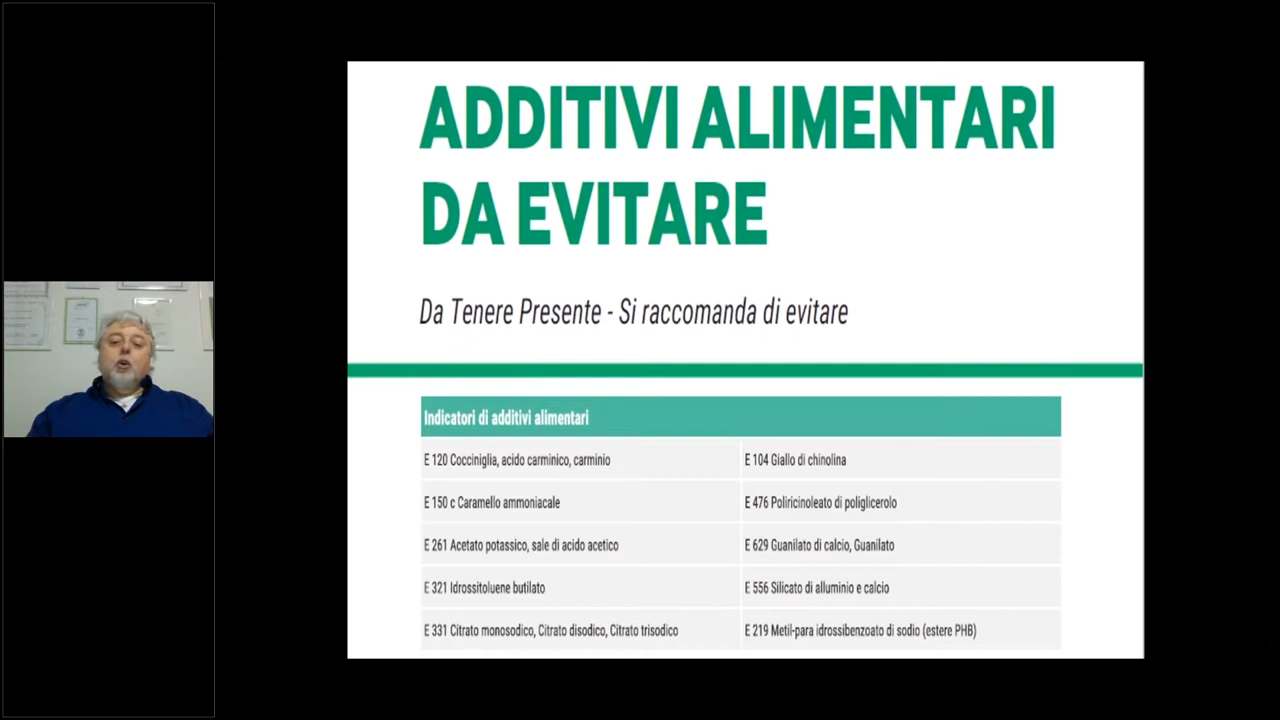 ADDITIVI ALIMENTARI
DA EVITARE
Da Tenere Presente - Si raccomanda di evitare
Indicatori di additivi alimentari
E 120 Cocciniglia, acido carminico, carminio
E 104 Giallo di chinolina
E 150 c Caramello ammoniacale
E 476 Poliricinoleato di poliglicerolo
E 261 Acetato potassico, sale di acido acetico
E 629 Guanilato di calcio, Guanilato
E 321 Idrossitoluene butilato
E 556 Silicato di alluminio e calcio
E 331 Citrato monosodico, Citrato disodico, Citrato trisodico
E 219 Metil-para idrossibenzoato di sodio (estere PHB)